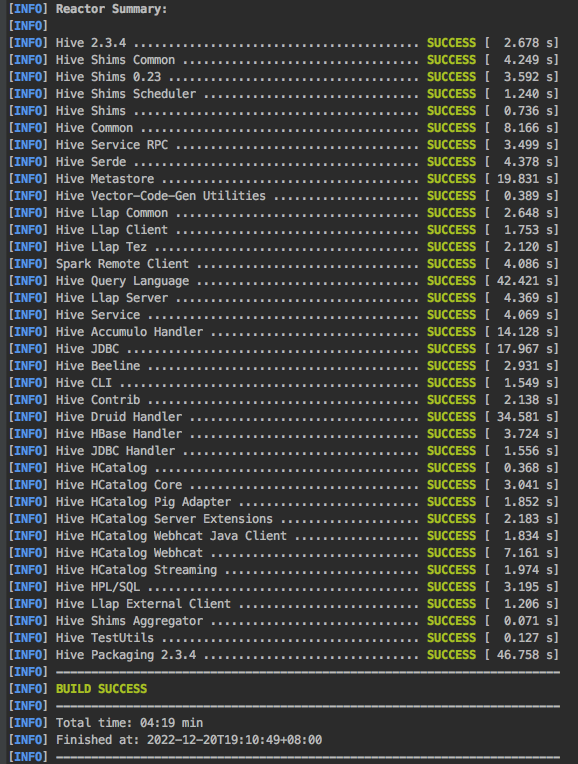 [INFO] Reactor Summary:
[INFO]
[INFO] Hive 2.3.4 ......................................... SUCCESS [  2.678 s]
[INFO] Hive Shims Common .................................. SUCCESS [  4.249 s]
[INFO] Hive Shims 0.23 .................................... SUCCESS [  3.592 s]
[INFO] Hive Shims Scheduler ............................... SUCCESS [  1.240 s]
[INFO] Hive Shims ......................................... SUCCESS [  0.736 s]
[INFO] Hive Common ........................................ SUCCESS [  8.166 s]
[INFO] Hive Service RPC ................................... SUCCESS [  3.499 s]
[INFO] Hive Serde ......................................... SUCCESS [  4.378 s]
[INFO] Hive Metastore ..................................... SUCCESS [ 19.831 s]
[INFO] Hive Vector-Code-Gen Utilities ..................... SUCCESS [  0.389 s]
[INFO] Hive Llap Common ................................... SUCCESS [  2.648 s]
[INFO] Hive Llap Client ................................... SUCCESS [  1.753 s]
[INFO] Hive Llap Tez ...................................... SUCCESS [  2.120 s]
[INFO] Spark Remote Client ................................ SUCCESS [  4.086 s]
[INFO] Hive Query Language ................................ SUCCESS [ 42.421 s]
[INFO] Hive Llap Server ................................... SUCCESS [  4.369 s]
[INFO] Hive Service ....................................... SUCCESS [  4.069 s]
[INFO] Hive Accumulo Handler .............................. SUCCESS [ 14.128 s]
[INFO] Hive JDBC .......................................... SUCCESS [ 17.967 s]
[INFO] Hive Beeline ....................................... SUCCESS [  2.931 s]
[INFO] Hive CLI ........................................... SUCCESS [  1.549 s]
[INFO] Hive Contrib ....................................... SUCCESS [  2.138 s]
[INFO] Hive Druid Handler ................................. SUCCESS [ 34.581 s]
[INFO] Hive HBase Handler ................................. SUCCESS [  3.724 s]
[INFO] Hive JDBC Handler .................................. SUCCESS [  1.556 s]
[INFO] Hive HCatalog ...................................... SUCCESS [  0.368 s]
[INFO] Hive HCatalog Core ................................. SUCCESS [  3.041 s]
[INFO] Hive HCatalog Pig Adapter .......................... SUCCESS [  1.852 s]
[INFO] Hive HCatalog Server Extensions .................... SUCCESS [  2.183 s]
[INFO] Hive HCatalog Webhcat Java Client .................. SUCCESS [  1.834 s]
[INFO] Hive HCatalog Webhcat .............................. SUCCESS [  7.161 s]
[INFO] Hive HCatalog Streaming ............................ SUCCESS [  1.974 s]
[INFO] Hive HPL/SQL ....................................... SUCCESS [  3.195 s]
[INFO] Hive Llap External Client .......................... SUCCESS [  1.206 s]
[INFO] Hive Shims Aggregator .............................. SUCCESS [  0.071 s]
[INFO] Hive TestUtils ..................................... SUCCESS [  0.127 s]
[INFO] Hive Packaging 2.3.4 ............................... SUCCESS [ 46.758 s]
[INFO] ------------------------------------------------------------------------
[INFO] BUILD SUCCESS
[INFO] ------------------------------------------------------------------------
[INFO] Total time: 04:19 min
[INFO] Finished at: 2022-12-20T19:10:49+08:00
[INFO] ------------------------------------------------------------------------